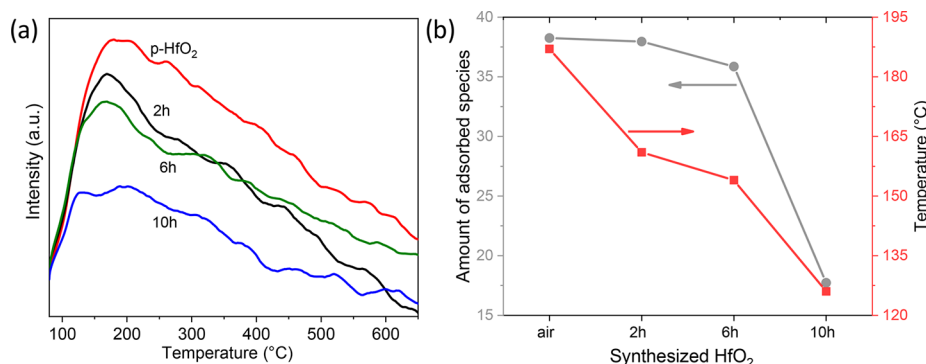 (a)
p-HfO₂
2h
6h
10h
Intensity (a.u.)
100 200 300 400 500 600
Temperature (°C)
(b)
40
35
30
25
20
15
Amount of adsorbed species
195
180
165
150
135
120
Temperature (°C)
air 2h 6h 10h
Synthesized HfO₂